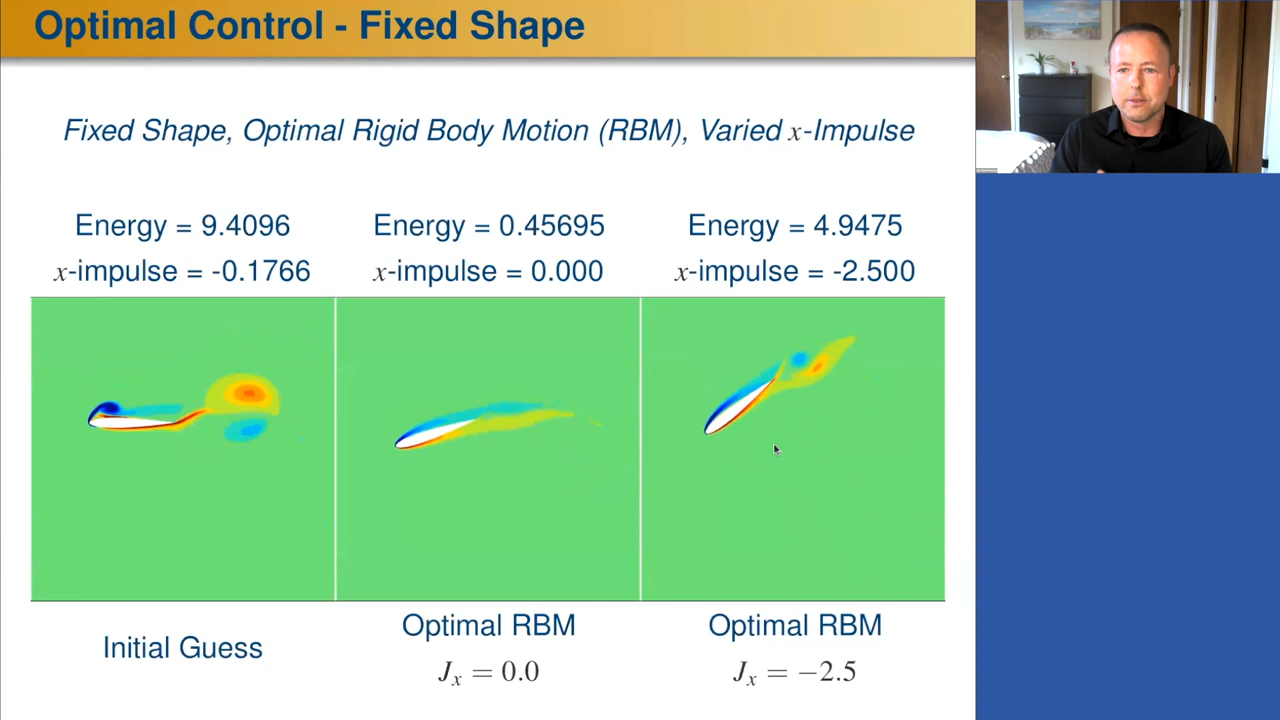 Optimal Control - Fixed Shape
Fixed Shape, Optimal Rigid Body Motion (RBM), Varied x-Impulse
Energy = 9.4096
x-impulse = -0.1766
Energy = 0.45695
x-impulse = 0.000
Energy = 4.9475
x-impulse = -2.500
Initial Guess
Optimal RBM
Jₓ = 0.0
Optimal RBM
Jₓ = −2.5